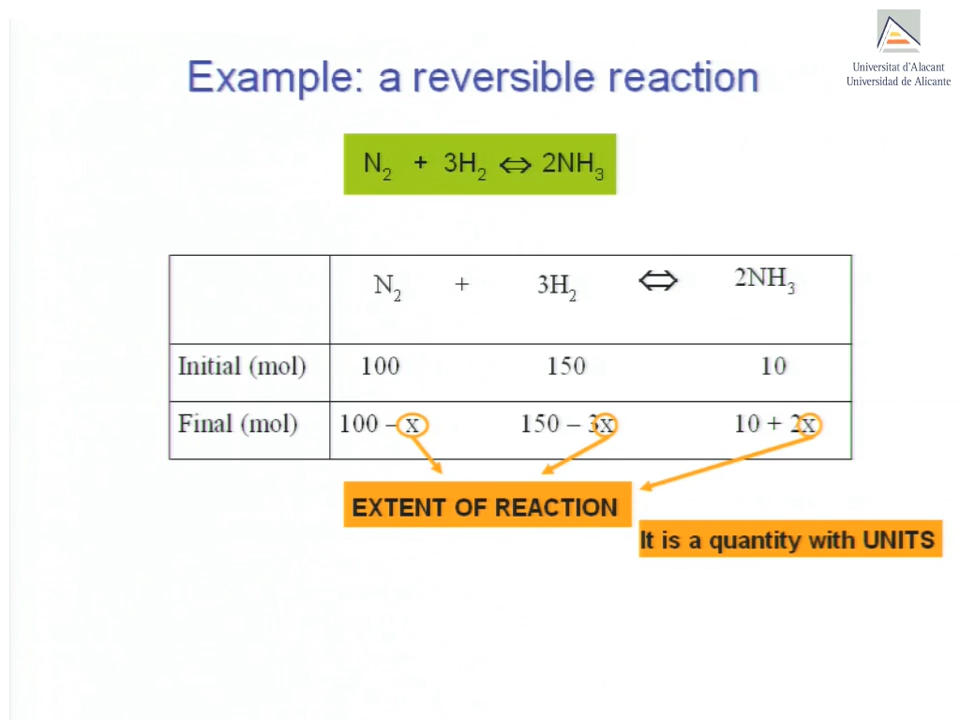 Universitat d'Alacant
Universidad de Alicante
Example: a reversible reaction
N₂ + 3H₂ ⇔ 2NH₃
N₂ + 3H₂ ⇔ 2NH₃
Initial (mol) 100 150 10
Final (mol) 100 – x 150 – 3x 10 + 2x
EXTENT OF REACTION
It is a quantity with UNITS